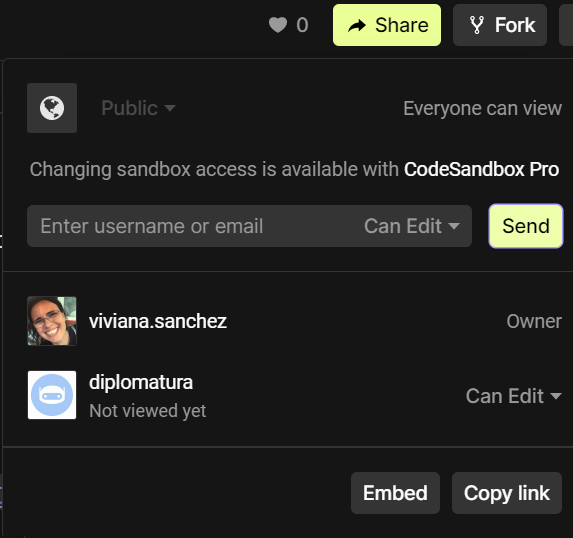 0 Share Fork
Public Everyone can view
Changing sandbox access is available with CodeSandbox Pro
Enter username or email Can Edit Send
viviana.sanchez Owner
diplomatura
Not viewed yet
Can Edit
Embed Copy link